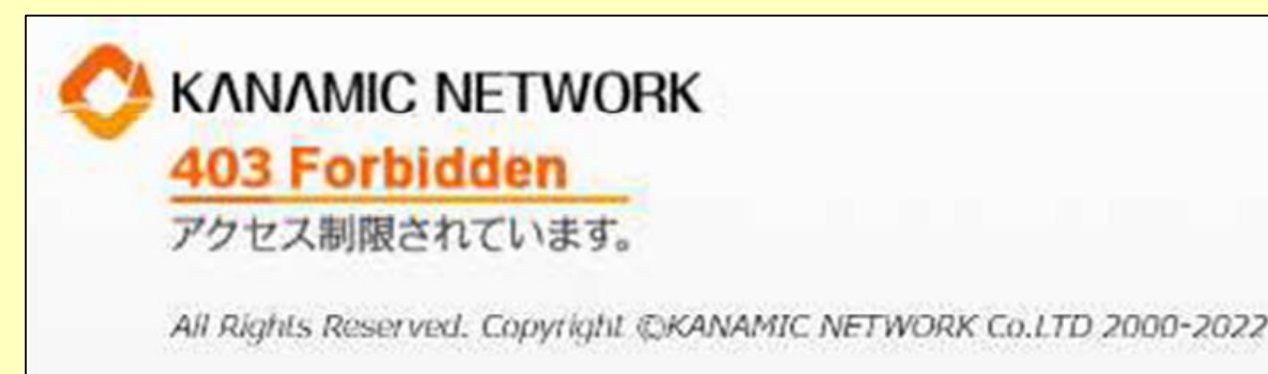 KANAMIC NETWORK
403 Forbidden
アクセス制限されています。
All Rights Reserved. Copyright ©KANAMIC NETWORK Co.LTD 2000-2022